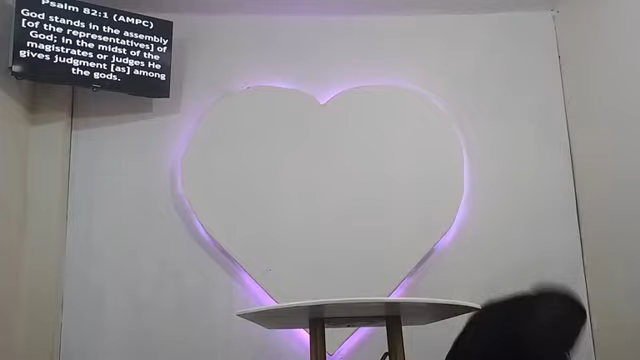 Psalm 82:1 (AMPC)
God stands in the assembly
[of the representatives] of
God; in the midst of the
magistrates or judges He
gives judgment [as] among
the gods.